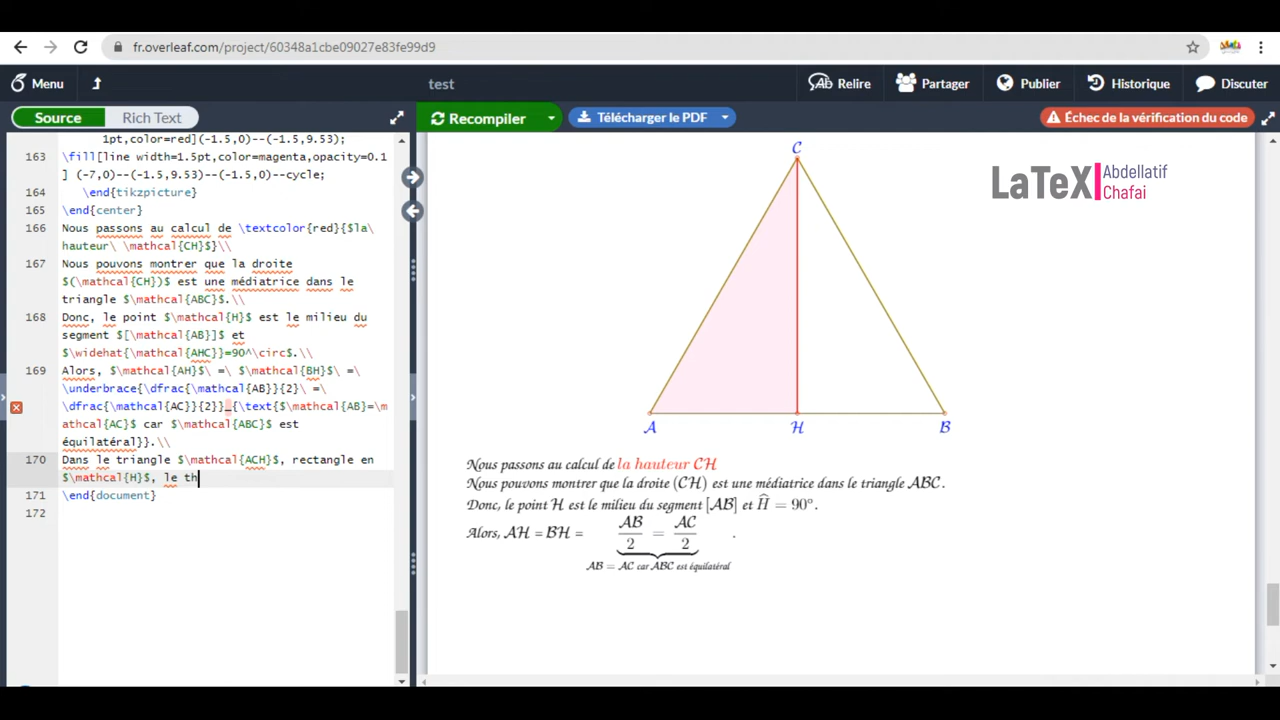 fr.overleaf.com/project/60348a1cbe09027e83fe99d9
Menu
test
Relire
Partager
Publier
Historique
Discuter
Source
Rich Text
Recompiler
Télécharger le PDF
Échec de la vérification du code
1pt,color=red](-1.5,0)--(-1.5,9.53);
163 \fill[line width=1.5pt,color=magenta,opacity=0.1
] (-7,0)--(-1.5,9.53)--(-1.5,0)--cycle;
164 \end{tikzpicture}
165 \end{center}
166 Nous passons au calcul de \textcolor{red}{$la\
hauteur\ \mathcal{CH}$}\\
167 Nous pouvons montrer que la droite
$(\mathcal{CH})$ est une médiatrice dans le
triangle $\mathcal{ABC}$.\\
168 Donc, le point $\mathcal{H}$ est le milieu du
segment $[\mathcal{AB}]$ et
$\widehat{\mathcal{AHC}}=90^\circ$.\\
169 Alors, $\mathcal{AH}$\ =\ $\mathcal{BH}$\ =\
\underbrace{\dfrac{\mathcal{AB}}{2}\ =\
\dfrac{\mathcal{AC}}{2}}_{\text{$\mathcal{AB}=\m
athcal{AC}$ car $\mathcal{ABC}$ est
équilatéral}}.\\
170 Dans le triangle $\mathcal{ACH}$, rectangle en
$\mathcal{H}$, le th
171 \end{document}
172
LaTeX
Abdellatif
Chafai
C
A H B
Nous passons au calcul de la hauteur CH
Nous pouvons montrer que la droite (CH) est une médiatrice dans le triangle ABC.
Donc, le point H est le milieu du segment [AB] et Ĥ = 90°.
Alors, AH = BH = AB/2 = AC/2 .
AB = AC car ABC est équilatéral